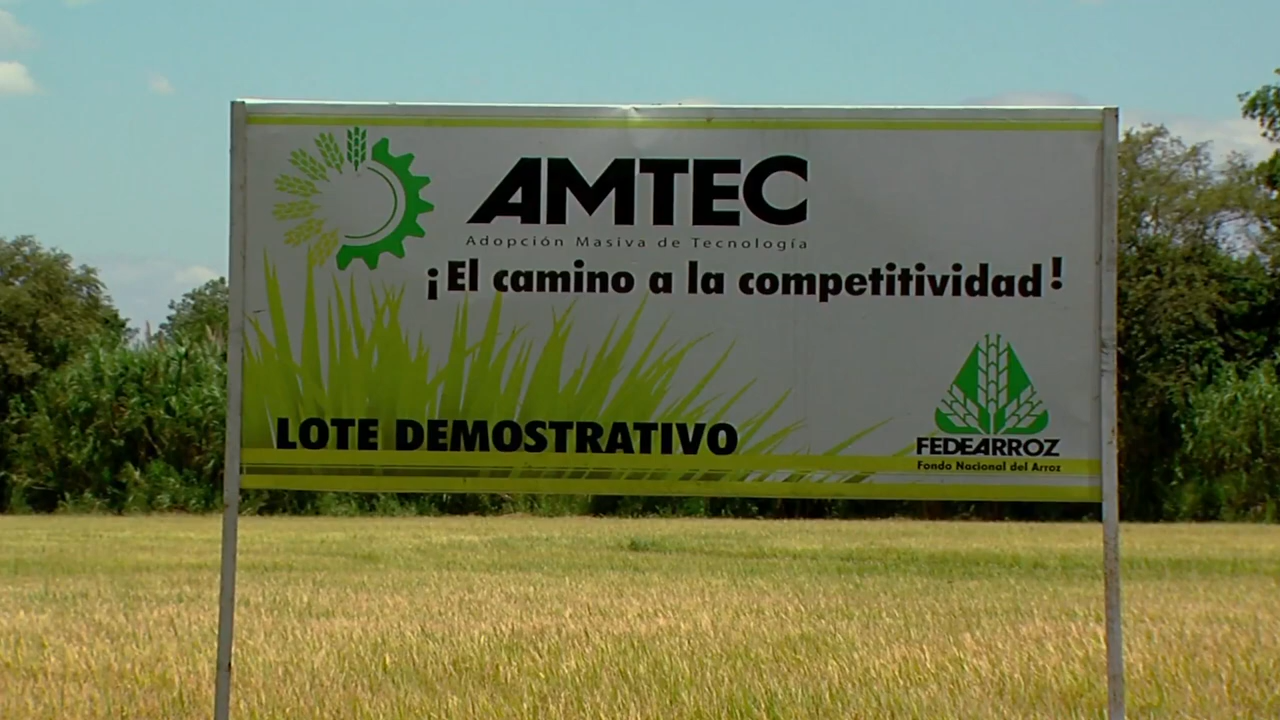 AMTEC
Adopción Masiva de Tecnología
¡El camino a la competitividad!
LOTE DEMOSTRATIVO
FEDEARROZ
Fondo Nacional del Arroz